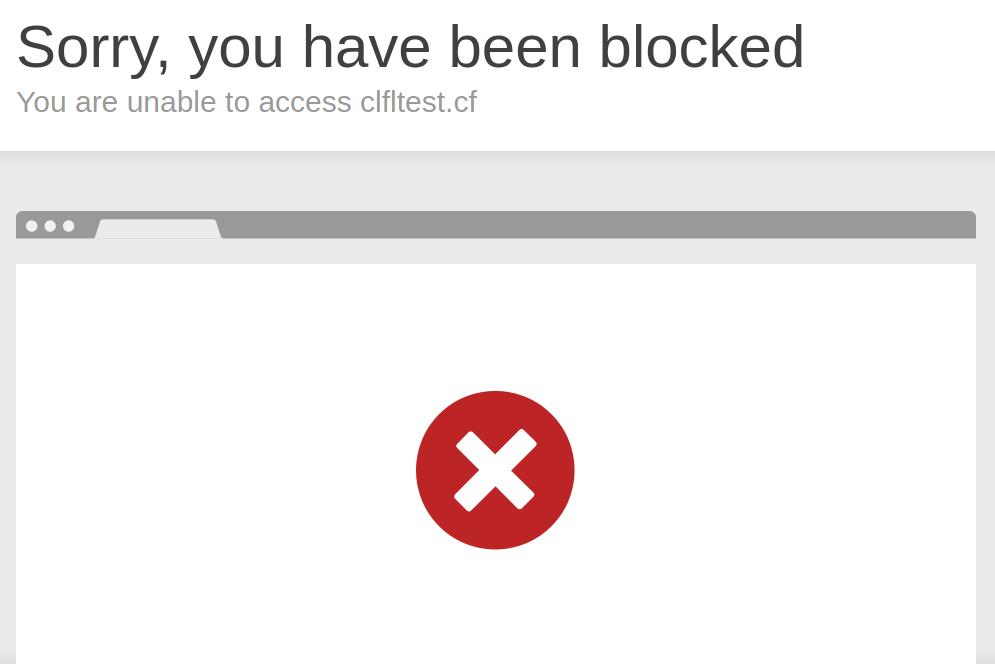 Sorry, you have been blocked
You are unable to access clfltest.cf